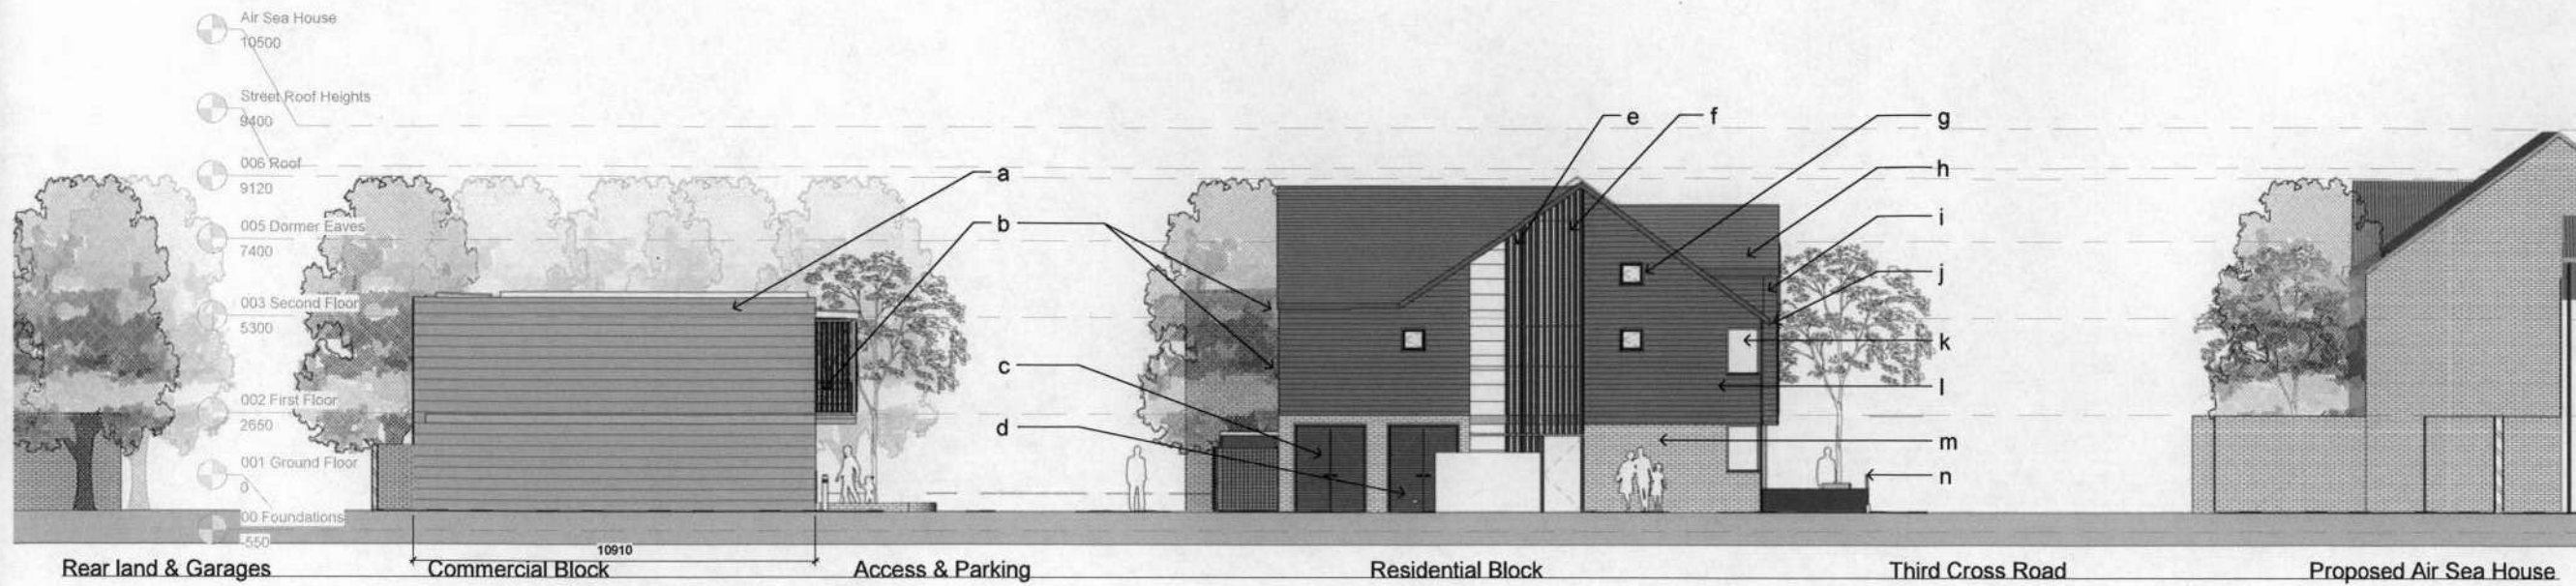 Air Sea House
10500
Street Roof Heights
9400
006 Roof
9120
005 Dormer Eaves
7400
003 Second Floor
5300
002 First Floor
2650
001 Ground Floor
0
00 Foundations
-550
a
b
c
d
e
f
g
h
i
j
k
l
m
n
10910
Rear land & Garages
Commercial Block
Access & Parking
Residential Block
Third Cross Road
Proposed Air Sea House